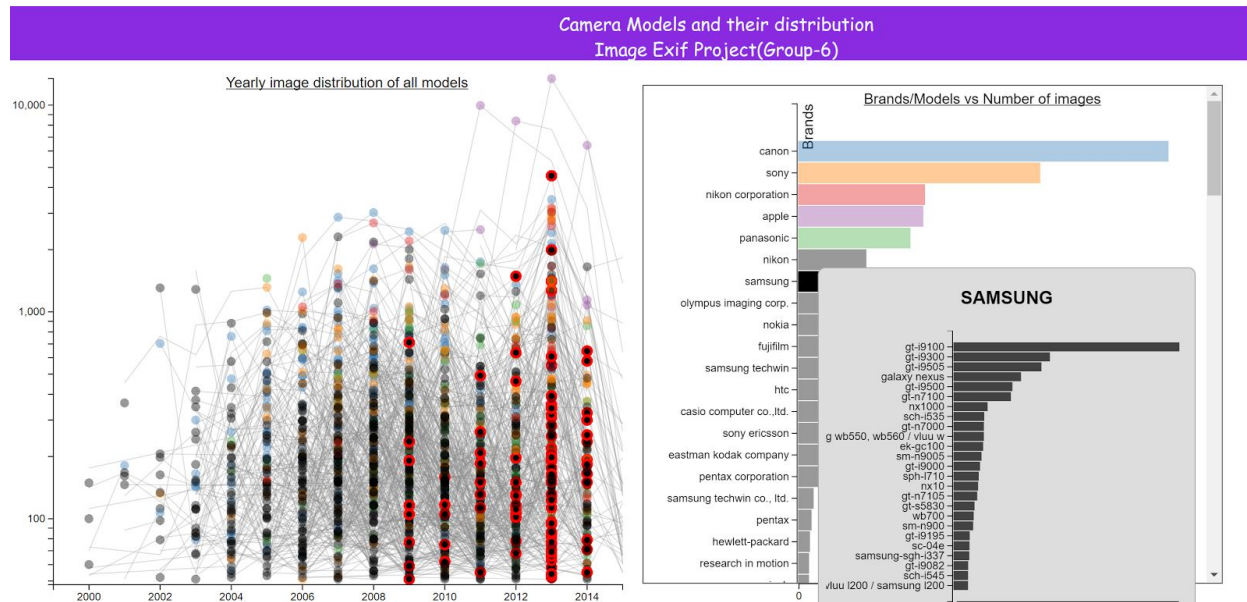 Camera Models and their distribution
Image Exif Project(Group-6)
Yearly image distribution of all models
10,000
1,000
100
2000
2002
2004
2006
2008
2010
2012
2014
Brands/Models vs Number of images
Brands
canon
sony
nikon corporation
apple
panasonic
nikon
samsung
olympus imaging corp.
nokia
fujifilm
samsung techwin
htc
casio computer co.,ltd.
sony ericsson
eastman kodak company
pentax corporation
samsung techwin co., ltd.
pentax
hewlett-packard
research in motion
0
SAMSUNG
gt-i9100
gt-i9300
gt-i9505
galaxy nexus
gt-i9500
gt-n7100
nx1000
sch-i535
gt-n7000
g wb550, wb560 / vluu w
ek-gc100
sm-n9005
gt-i9000
sph-l710
nx10
gt-n7105
gt-s5830
wb700
sm-n900
gt-i9195
sc-04e
samsung-sgh-i337
gt-i9082
sch-i545
vluu l200 / samsung l200